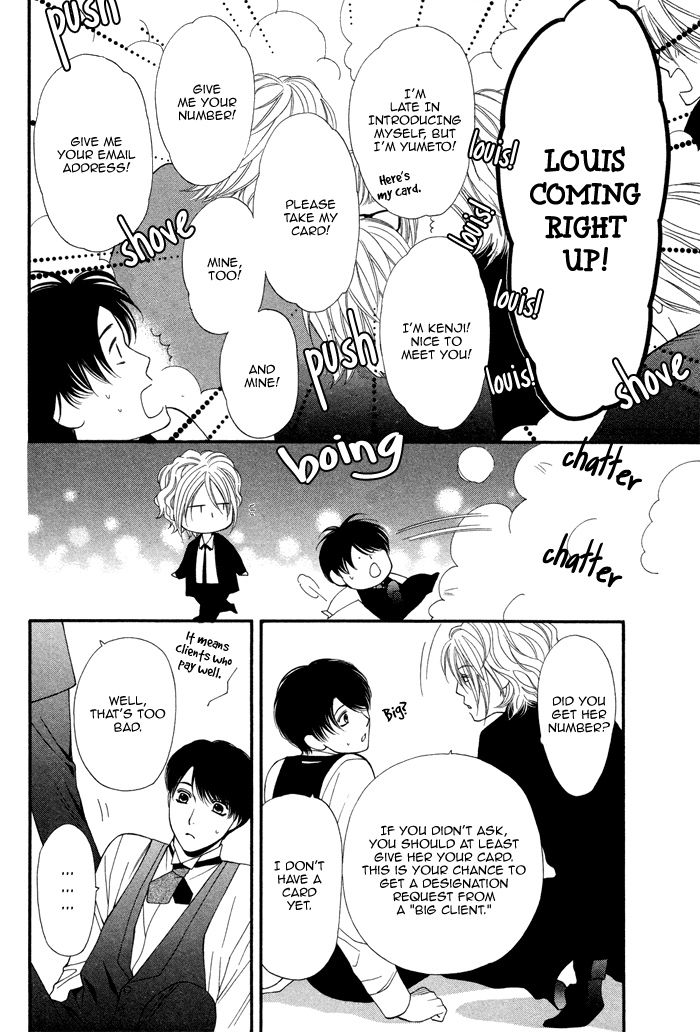 LOUIS
COMING
RIGHT
UP!
shove
louis!
louis!
louis!
louis!
I'M
LATE IN
INTRODUCING
MYSELF, BUT
I'M YUMETO!
Here's
my card.
I'M KENJI!
NICE TO
MEET YOU!
GIVE
ME YOUR
NUMBER!
PLEASE
TAKE MY
CARD!
push
push
GIVE ME
YOUR EMAIL
ADDRESS!
shove
MINE,
TOO!
AND
MINE!
chatter
chatter
boing
DID YOU
GET HER
NUMBER?
Big?
IF YOU DIDN'T ASK,
YOU SHOULD AT LEAST
GIVE HER YOUR CARD.
THIS IS YOUR CHANCE TO
GET A DESIGNATION
REQUEST FROM
A "BIG CLIENT."
I DON'T
HAVE A
CARD
YET.
It means
clients who
pay well.
WELL,
THAT'S TOO
BAD.
...
...